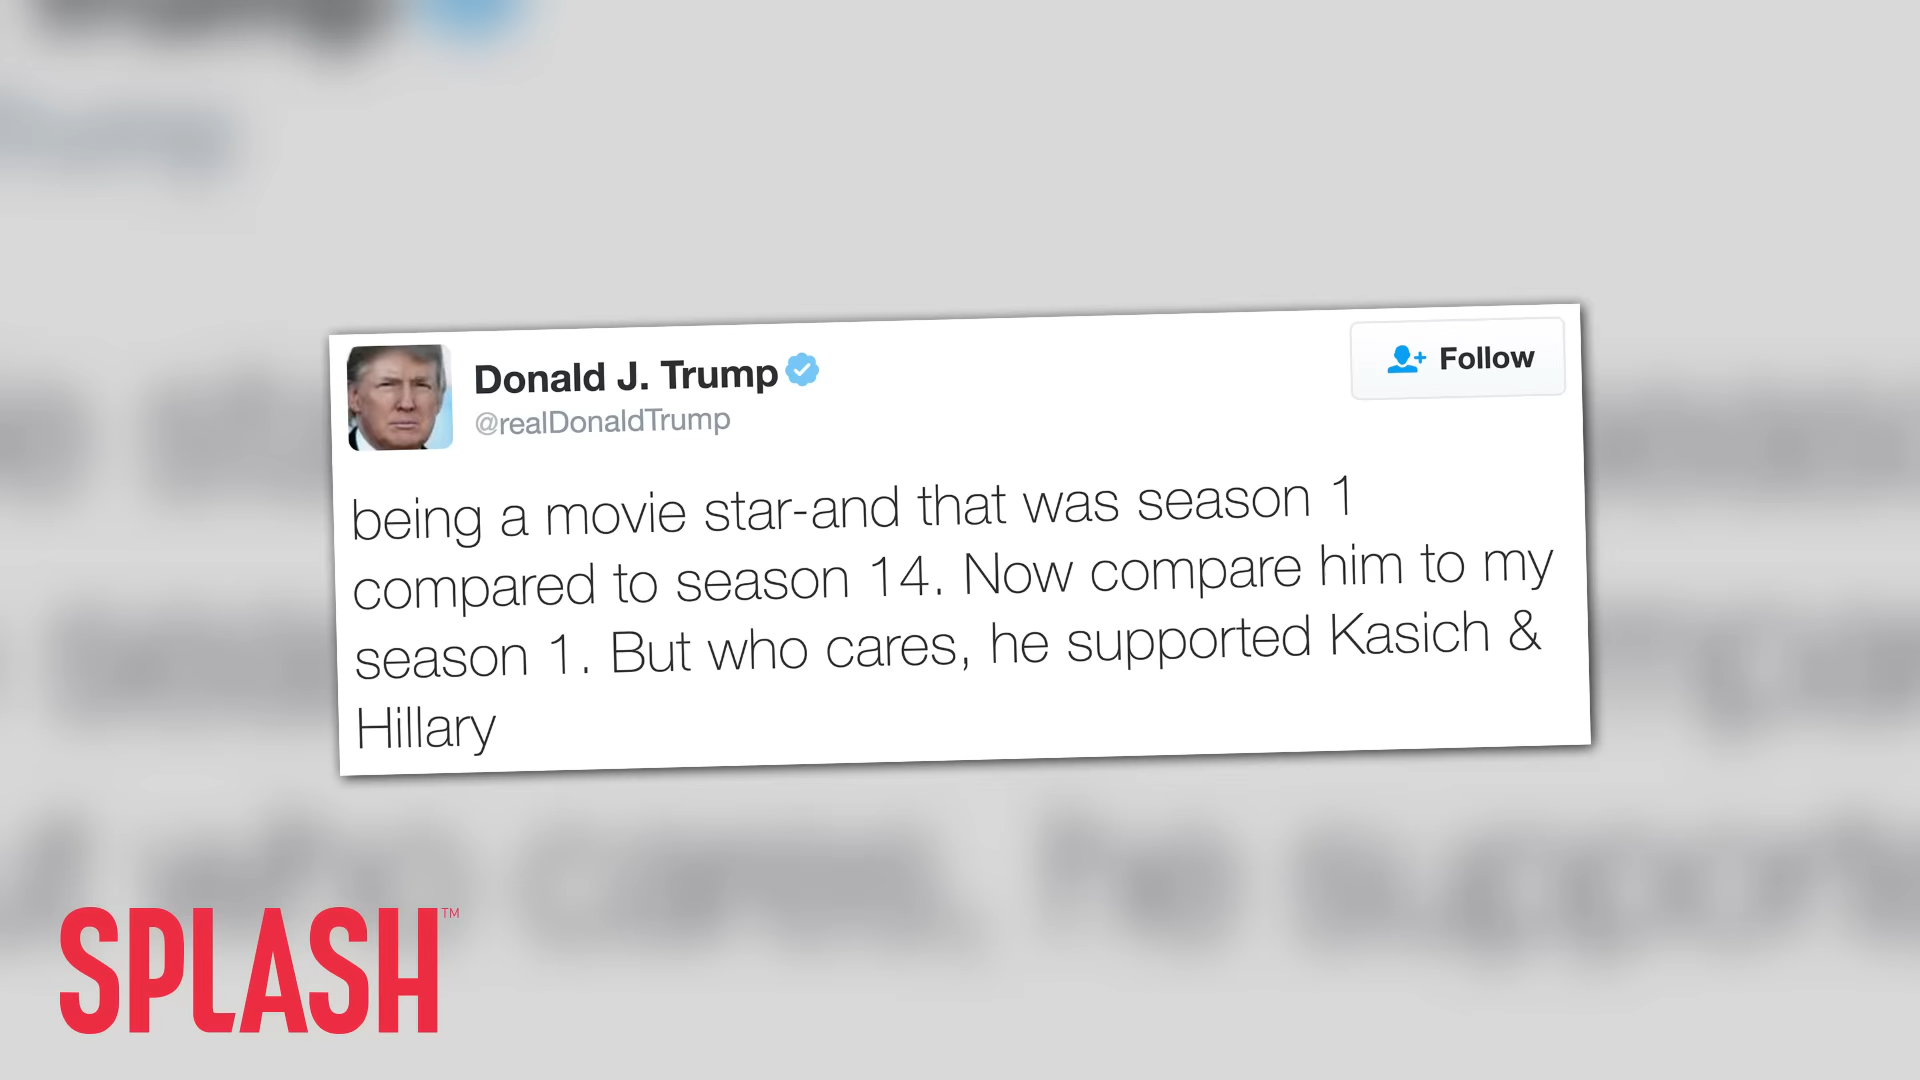 Donald J. Trump
Follow
@realDonaldTrump
being a movie star-and that was season 1
compared to season 14. Now compare him to my
season 1. But who cares, he supported Kasich &
Hillary
SPLASH™